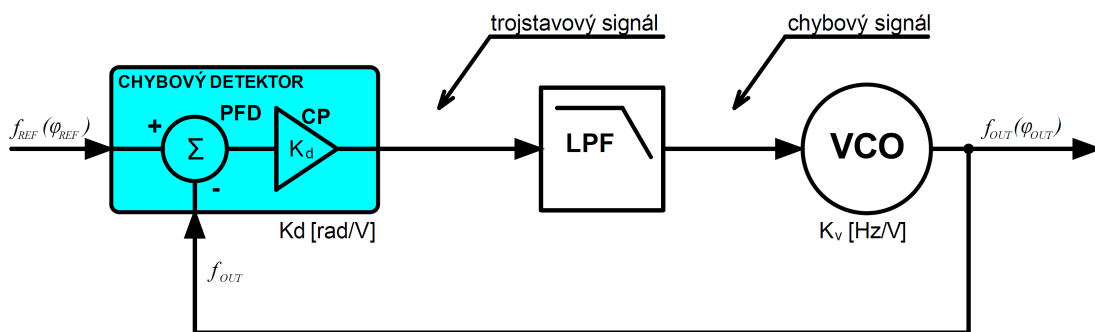 trojstavový signál
chybový signál
CHYBOVÝ DETEKTOR
PFD
CP
f_REF(φ_REF)
+
Σ
-
K_d
LPF
VCO
f_OUT(φ_OUT)
Kd [rad/V]
K_v [Hz/V]
f_OUT